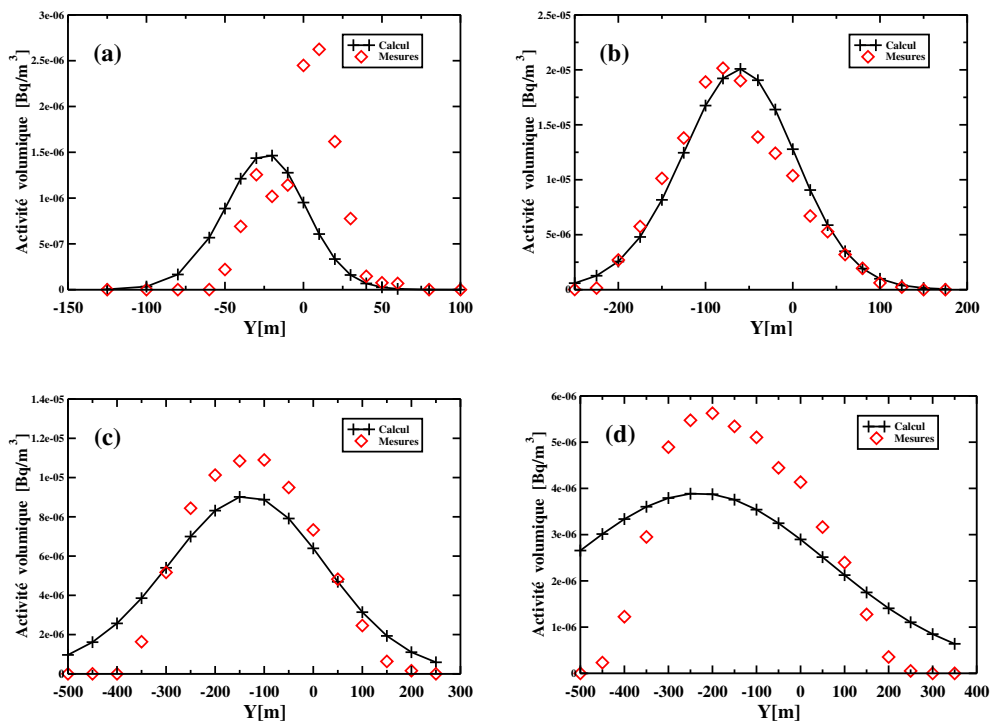 (a)
Calcul
Mesures
Activité volumique [Bq/m³]
3e-06
2,5e-06
2e-06
1,5e-06
1e-06
5e-07
0
-150 -100 -50 0 50 100
Y[m]
(b)
Calcul
Mesures
Activité volumique [Bq/m³]
2.5e-05
2e-05
1.5e-05
1e-05
5e-06
0
-200 -100 0 100 200
Y[m]
(c)
Calcul
Mesures
Activité volumique [Bq/m³]
1.4e-05
1.2e-05
1e-05
8e-06
6e-06
4e-06
2e-06
0
-500 -400 -300 -200 -100 0 100 200 300
Y[m]
(d)
Calcul
Mesures
Activité volumique [Bq/m³]
6e-06
5e-06
4e-06
3e-06
2e-06
1e-06
0
-500 -400 -300 -200 -100 0 100 200 300 400
Y[m]